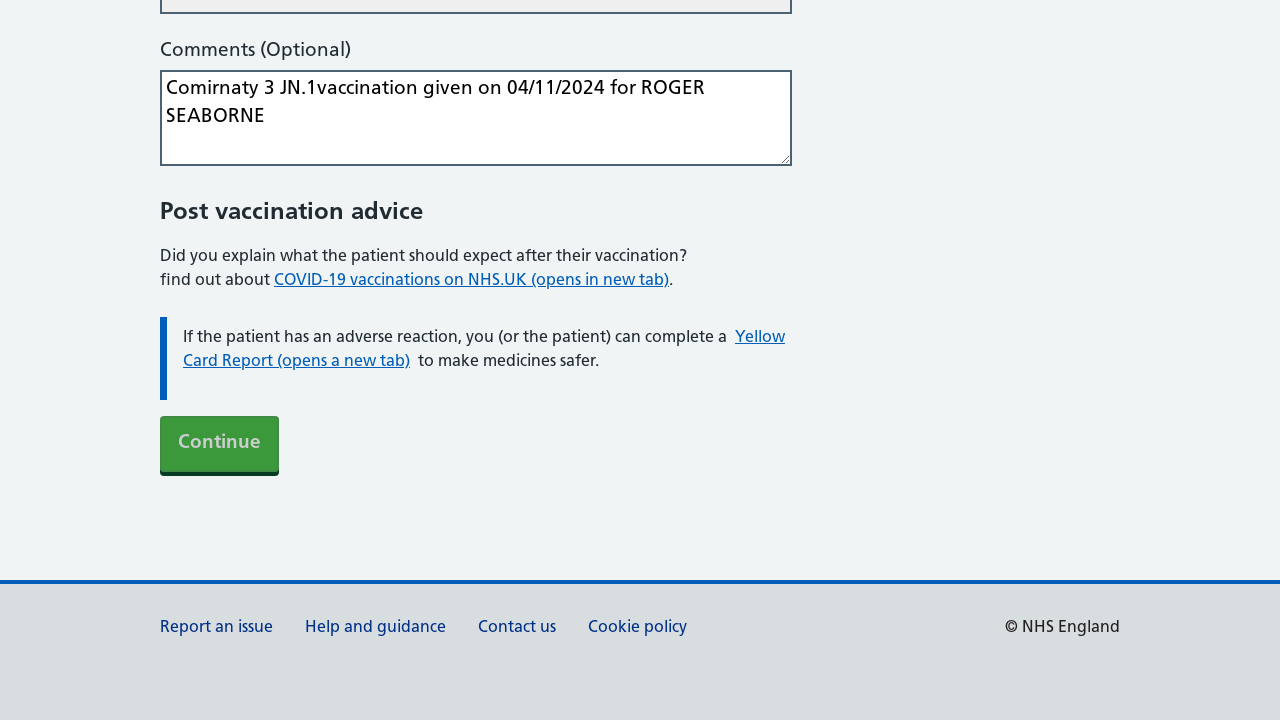 Comments (Optional)
Comirnaty 3 JN.1vaccination given on 04/11/2024 for ROGER
SEABORNE
Post vaccination advice
Did you explain what the patient should expect after their vaccination?
find out about COVID-19 vaccinations on NHS.UK (opens in new tab).
If the patient has an adverse reaction, you (or the patient) can complete a Yellow
Card Report (opens a new tab) to make medicines safer.
Continue
Report an issue Help and guidance Contact us Cookie policy © NHS England